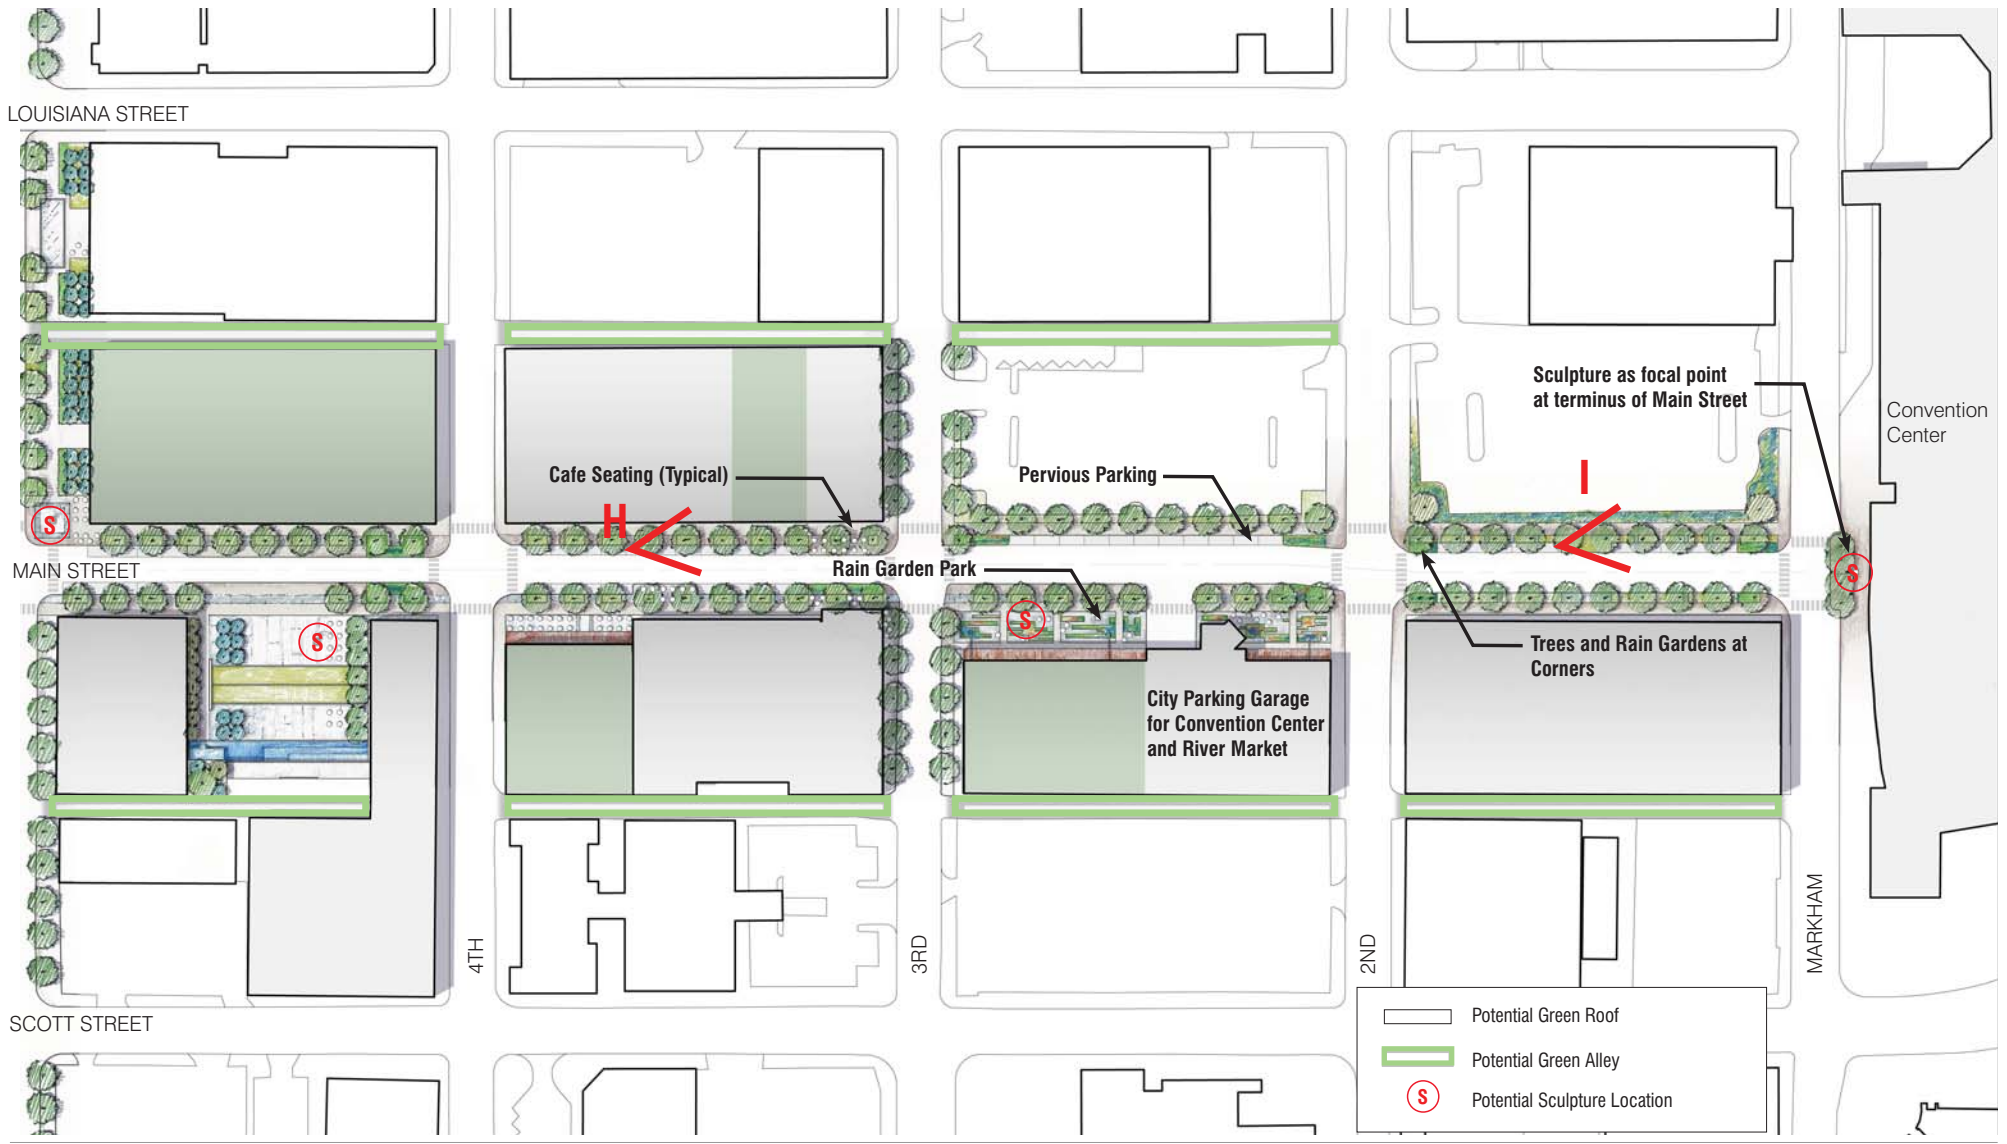 LOUISIANA STREET
Sculpture as focal point
at terminus of Main Street
Convention
Center
Cafe Seating (Typical)
Pervious Parking
I
H
S
MAIN STREET
Rain Garden Park
S
S
S
Trees and Rain Gardens at
Corners
City Parking Garage
for Convention Center
and River Market
4TH
3RD
2ND
MARKHAM
SCOTT STREET
Potential Green Roof
Potential Green Alley
S
Potential Sculpture Location